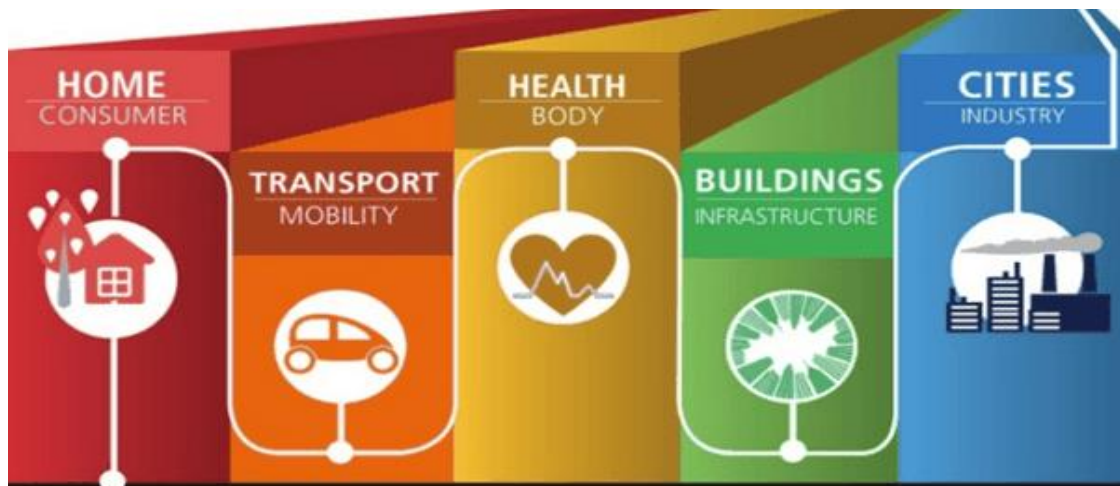 HOME
CONSUMER
TRANSPORT
MOBILITY
HEALTH
BODY
BUILDINGS
INFRASTRUCTURE
CITIES
INDUSTRY